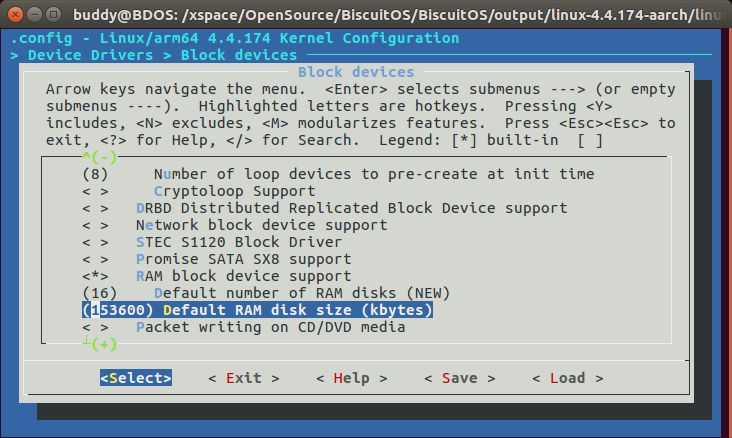 buddy@BDOS: /xspace/OpenSource/BiscuitOS/BiscuitOS/output/linux-4.4.174-aarch/linu
.config - Linux/arm64 4.4.174 Kernel Configuration
> Device Drivers > Block devices
Block devices
Arrow keys navigate the menu.  <Enter> selects submenus ---> (or empty
submenus ----).  Highlighted letters are hotkeys.  Pressing <Y>
includes, <N> excludes, <M> modularizes features.  Press <Esc><Esc> to
exit, <?> for Help, </> for Search.  Legend: [*] built-in  [ ]
^(-)
(8)     Number of loop devices to pre-create at init time
< >     Cryptoloop Support
< >   DRBD Distributed Replicated Block Device support
< >   Network block device support
< >   STEC S1120 Block Driver
< >   Promise SATA SX8 support
<*>   RAM block device support
(16)    Default number of RAM disks (NEW)
(153600) Default RAM disk size (kbytes)
< >   Packet writing on CD/DVD media
┴(+)
<Select>    < Exit >    < Help >    < Save >    < Load >